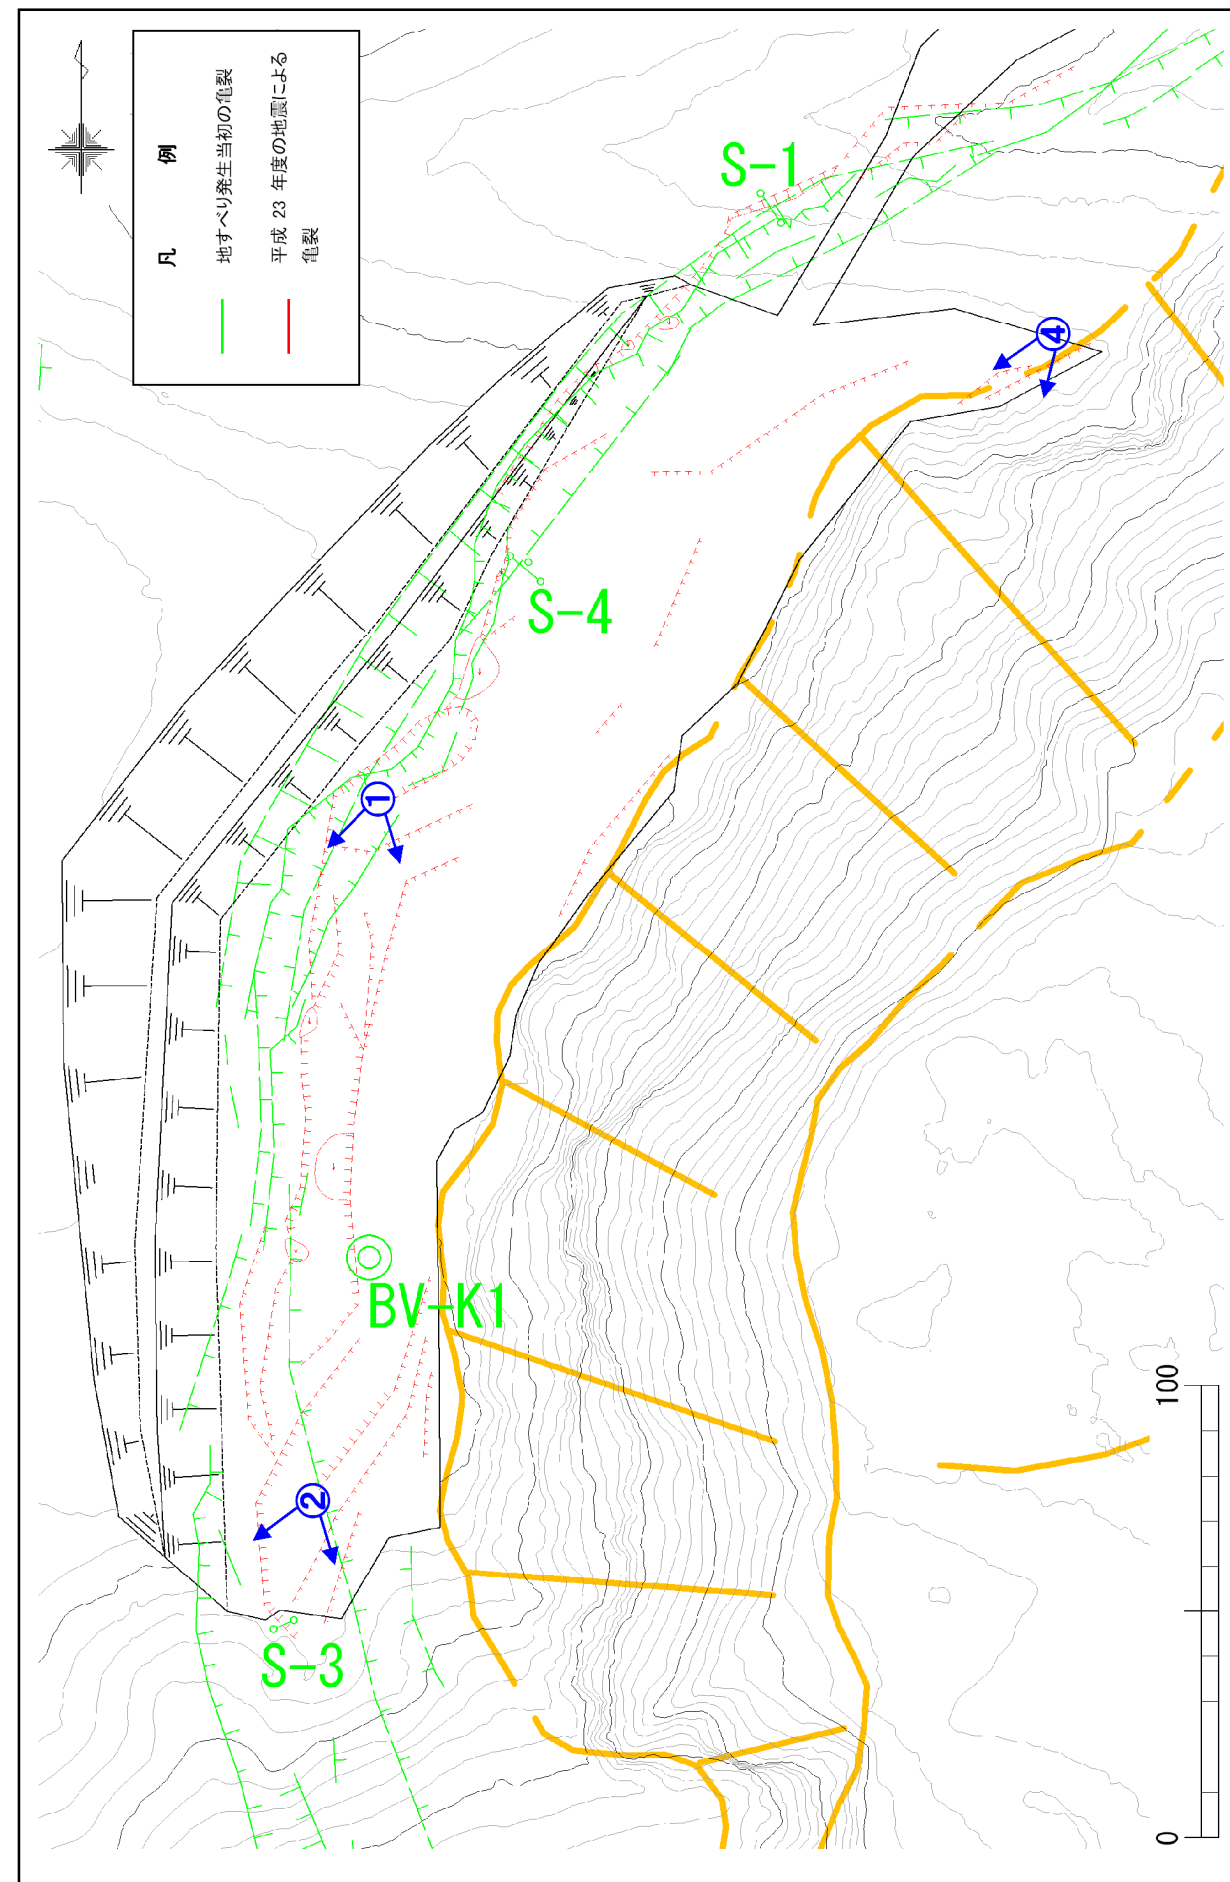 凡 例
地すべり発生当初の亀裂
平成 23 年度の地震による
亀裂
S-1
S-4
S-3
BV-K1
①
②
④
0
100